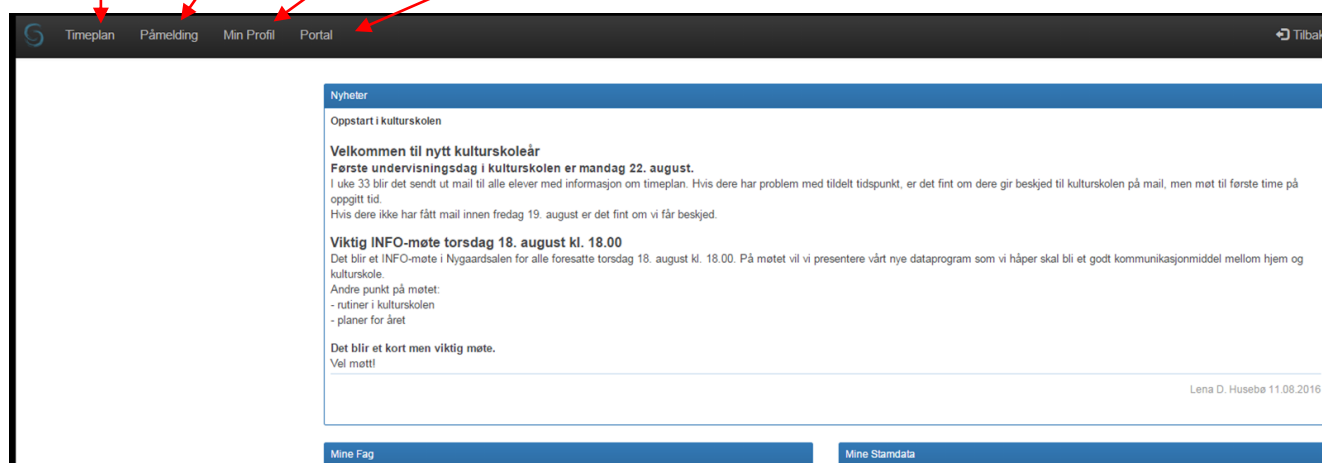 Timeplan Påmelding Min Profil Portal Tilbak
Nyheter
Oppstart i kulturskolen
Velkommen til nytt kulturskoleår
Første undervisningsdag i kulturskolen er mandag 22. august.
I uke 33 blir det sendt ut mail til alle elever med informasjon om timeplan. Hvis dere har problem med tildelt tidspunkt, er det fint om dere gir beskjed til kulturskolen på mail, men møt til første time på
oppgitt tid.
Hvis dere ikke har fått mail innen fredag 19. august er det fint om vi får beskjed.
Viktig INFO-møte torsdag 18. august kl. 18.00
Det blir et INFO-møte i Nygaardsalen for alle foresatte torsdag 18. august kl. 18.00. På møtet vil vi presentere vårt nye dataprogram som vi håper skal bli et godt kommunikasjonmiddel mellom hjem og
kulturskole.
Andre punkt på møtet:
- rutiner i kulturskolen
- planer for året
Det blir et kort men viktig møte.
Vel møtt!
Lena D. Husebø 11.08.2016
Mine Fag Mine Stamdata